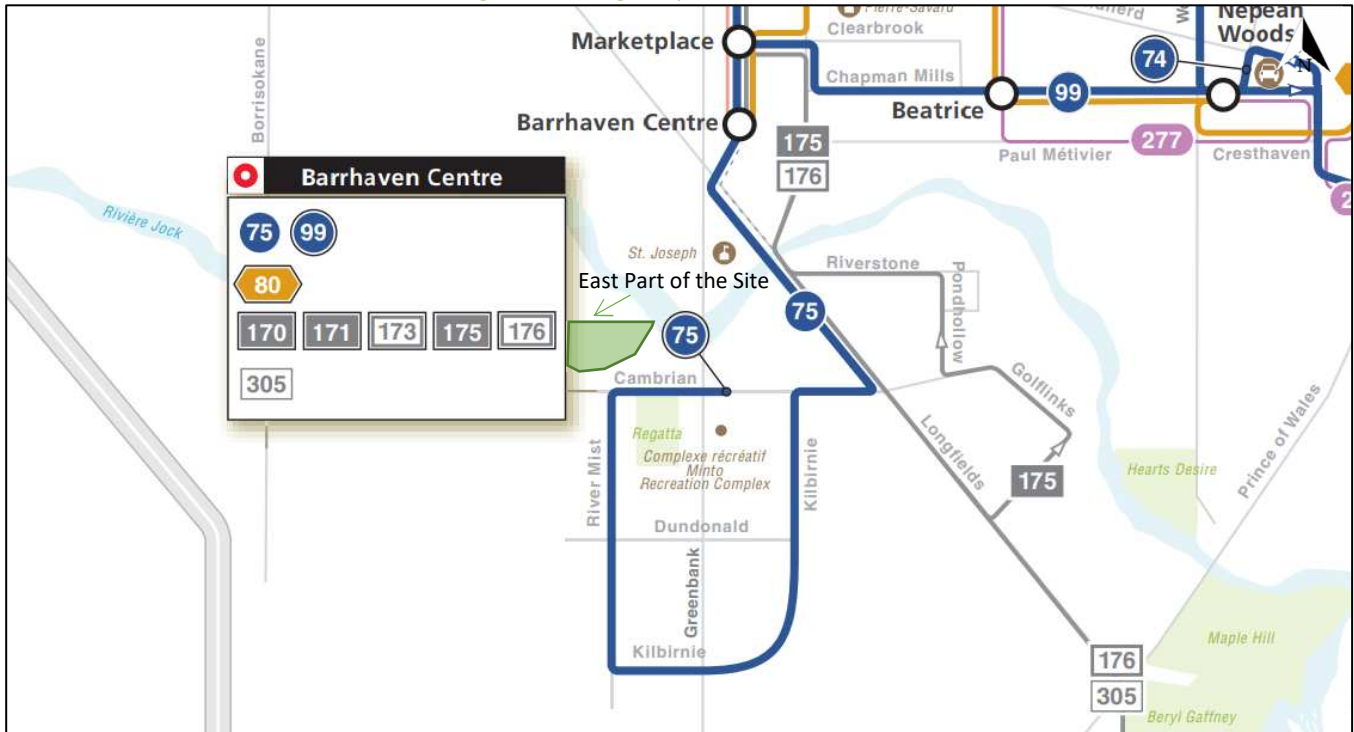 Pierre-Savard
Clearbrook
Nepean
Woods
N
Marketplace
74
Borrisokane
Chapman Mills
99
Beatrice
Barrhaven Centre
175
176
277
Paul Métivier
Cresthaven
Barrhaven Centre
75 99
80
170 171 173 175 176
305
Rivière Jock
St. Joseph
East Part of the Site
Riverstone
Pondhollow
75
75
Cambrian
Golflinks
Regatta
Complexe récréatif
Minto
Recreation Complex
River Mist
Kilbirnie
Longfields
175
Hearts Desire
Prince of Wales
Dundonald
Greenbank
Kilbirnie
Maple Hill
176
305
Beryl Gaffney